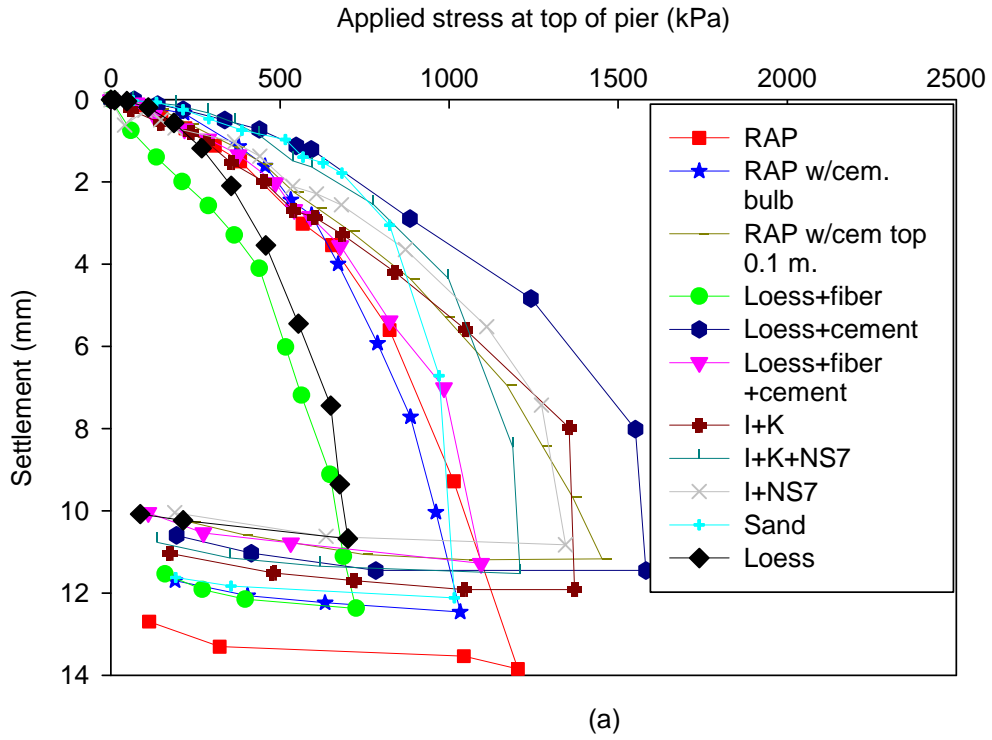 Applied stress at top of pier (kPa)
0 500 1000 1500 2000 2500
0
2
4
6
8
10
12
14
Settlement (mm)
RAP
RAP w/cem.
bulb
RAP w/cem top
0.1 m.
Loess+fiber
Loess+cement
Loess+fiber
+cement
I+K
I+K+NS7
I+NS7
Sand
Loess
(a)